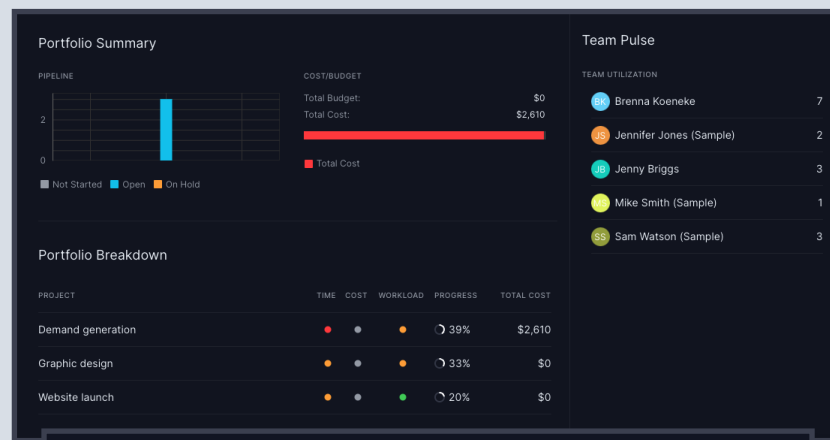 Portfolio Summary
PIPELINE
2
0
Not Started Open On Hold
COST/BUDGET
Total Budget: $0
Total Cost: $2,610
Total Cost
Portfolio Breakdown
PROJECT TIME COST WORKLOAD PROGRESS TOTAL COST
Demand generation 39% $2,610
Graphic design 33% $0
Website launch 20% $0
Team Pulse
TEAM UTILIZATION
BK Brenna Koeneke 7
JS Jennifer Jones (Sample) 2
JB Jenny Briggs 3
MS Mike Smith (Sample) 1
SS Sam Watson (Sample) 3